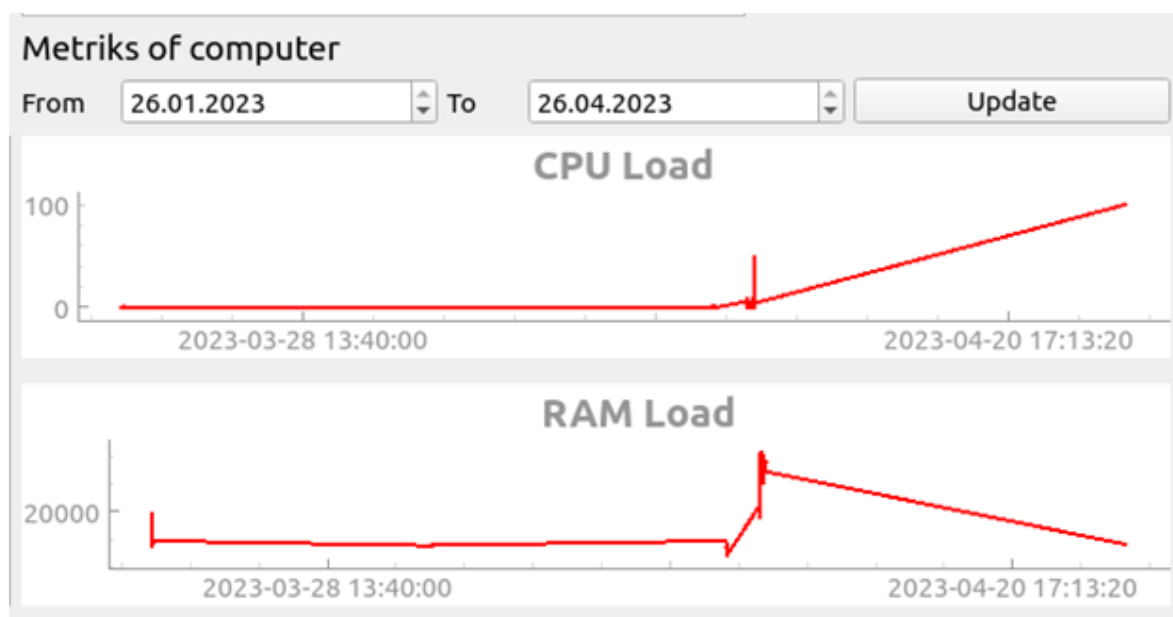 Metriks of computer
From 26.01.2023 To 26.04.2023 Update
CPU Load
100
0
2023-03-28 13:40:00 2023-04-20 17:13:20
RAM Load
20000
2023-03-28 13:40:00 2023-04-20 17:13:20